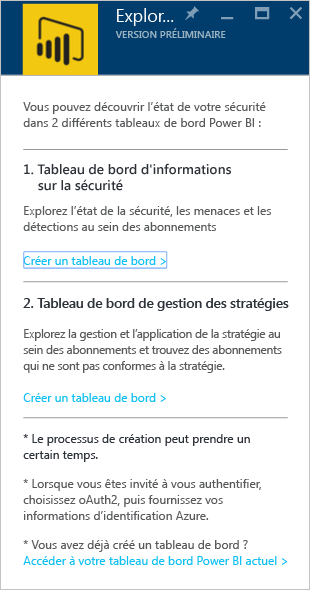 Explor...
VERSION PRÉLIMINAIRE
Vous pouvez découvrir l'état de votre sécurité
dans 2 différents tableaux de bord Power BI :
1. Tableau de bord d'informations
sur la sécurité
Explorez l'état de la sécurité, les menaces et les
détections au sein des abonnements
Créer un tableau de bord >
2. Tableau de bord de gestion des stratégies
Explorez la gestion et l'application de la stratégie au
sein des abonnements et trouvez des abonnements
qui ne sont pas conformes à la stratégie.
Créer un tableau de bord >
* Le processus de création peut prendre un
certain temps.
* Lorsque vous êtes invité à vous authentifier,
choisissez oAuth2, puis fournissez vos
informations d'identification Azure.
* Vous avez déjà créé un tableau de bord ?
Accéder à votre tableau de bord Power BI actuel >